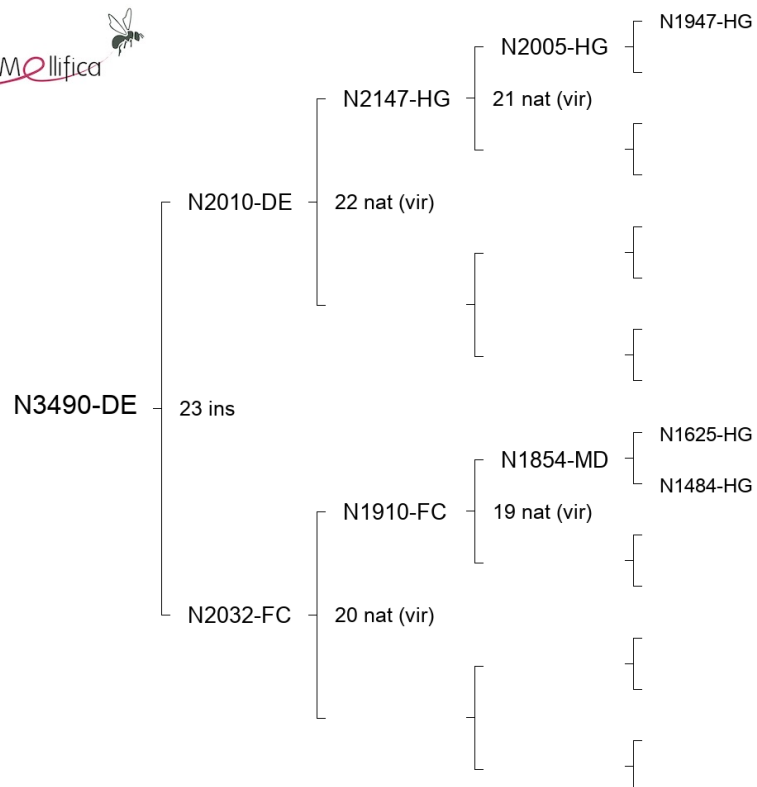 Mellifica
N1947-HG
N2005-HG
N2147-HG
21 nat (vir)
N2010-DE
22 nat (vir)
N3490-DE
23 ins
N1625-HG
N1854-MD
N1484-HG
N1910-FC
19 nat (vir)
N2032-FC
20 nat (vir)